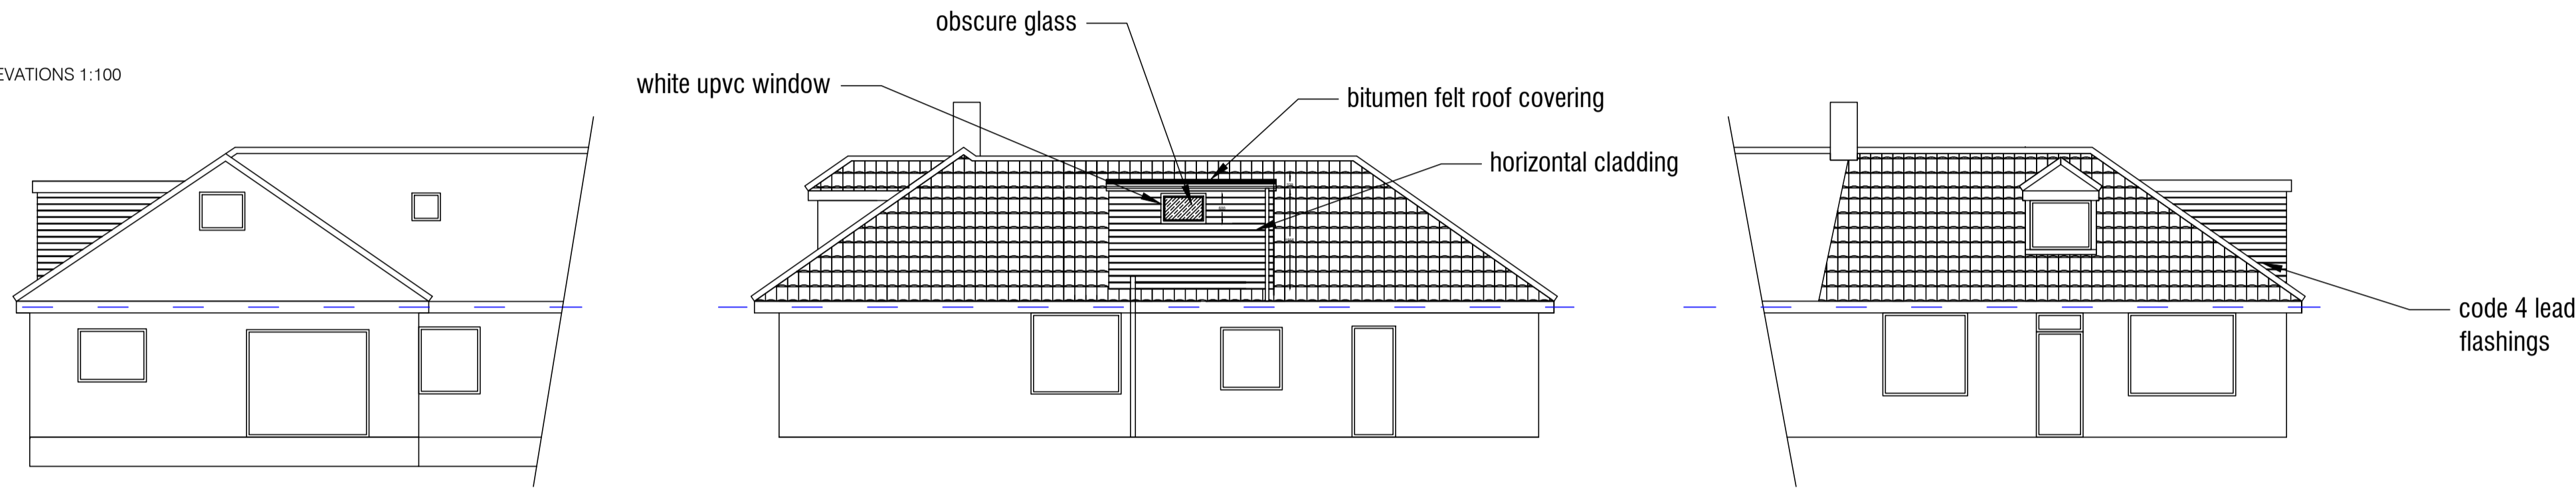 EVATIONS 1:100
obscure glass
white upvc window
bitumen felt roof covering
horizontal cladding
code 4 lead
flashings